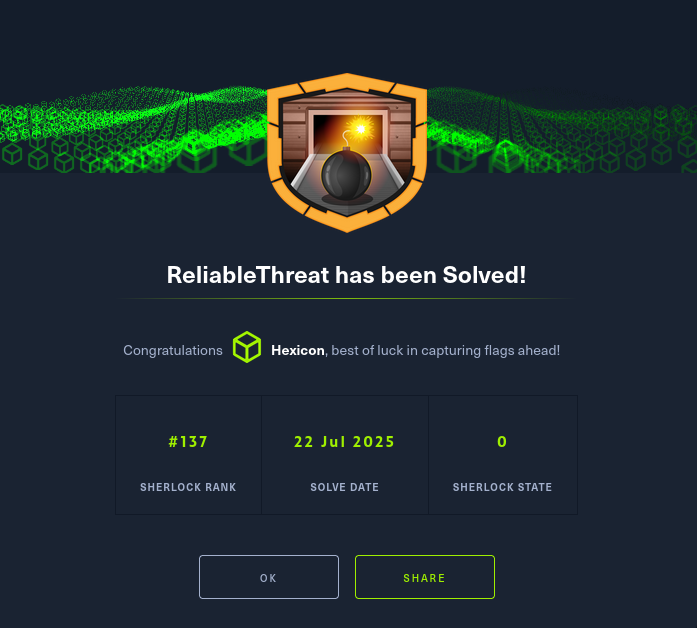 ReliableThreat has been Solved!
Congratulations Hexicon, best of luck in capturing flags ahead!
#137 22 Jul 2025 0
SHERLOCK RANK SOLVE DATE SHERLOCK STATE
OK SHARE